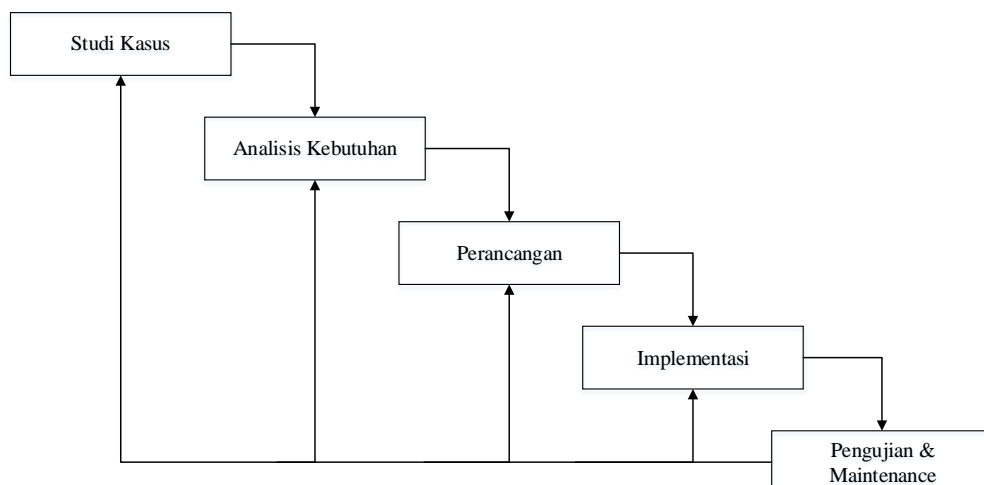 Studi Kasus
Analisis Kebutuhan
Perancangan
Implementasi
Pengujian &
Maintenance